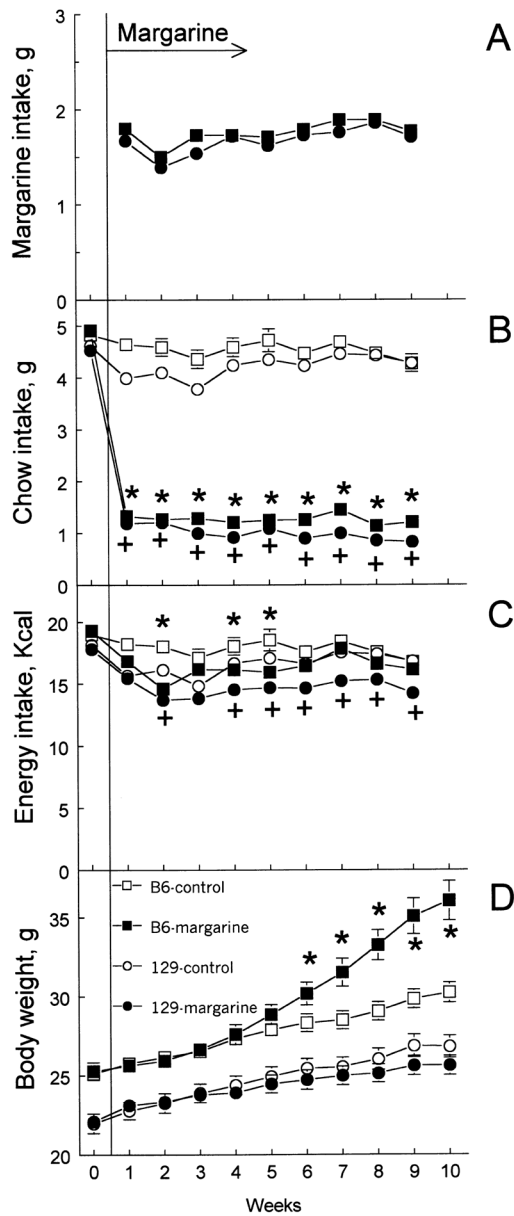 A
Margarine
Margarine intake, g
3
2
1
0
B
Chow intake, g
5
4
3
2
1
0
* * * * * * * * *
+ + + + + + + + +
C
Energy intake, Kcal
20
15
10
5
0
* * *
+ + + + + + +
D
Body weight, g
35
30
25
20
B6-control
B6-margarine
129-control
129-margarine
* * * * *
0 1 2 3 4 5 6 7 8 9 10
Weeks